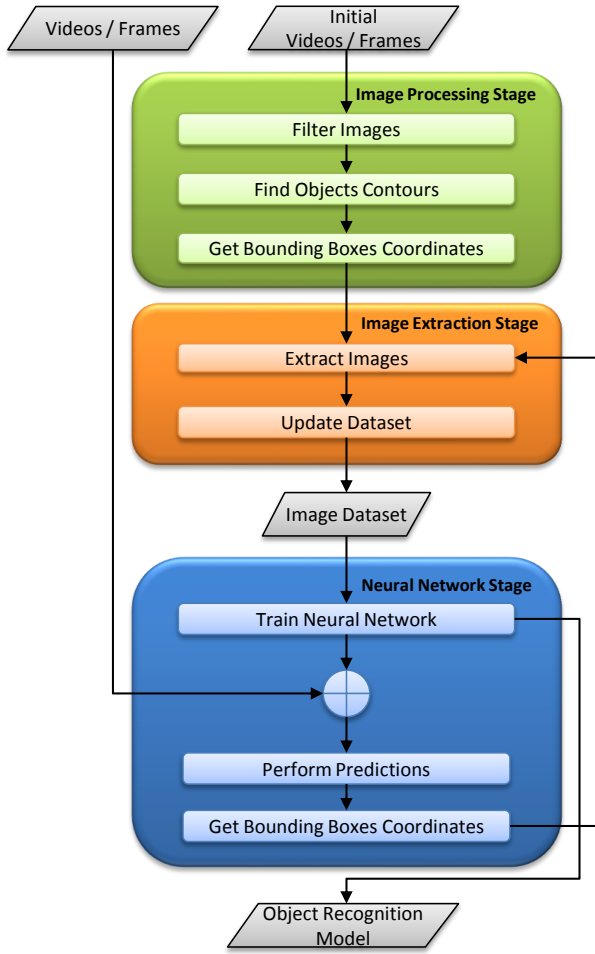 Videos / Frames
Initial
Videos / Frames
Image Processing Stage
Filter Images
Find Objects Contours
Get Bounding Boxes Coordinates
Image Extraction Stage
Extract Images
Update Dataset
Image Dataset
Neural Network Stage
Train Neural Network
Perform Predictions
Get Bounding Boxes Coordinates
Object Recognition
Model